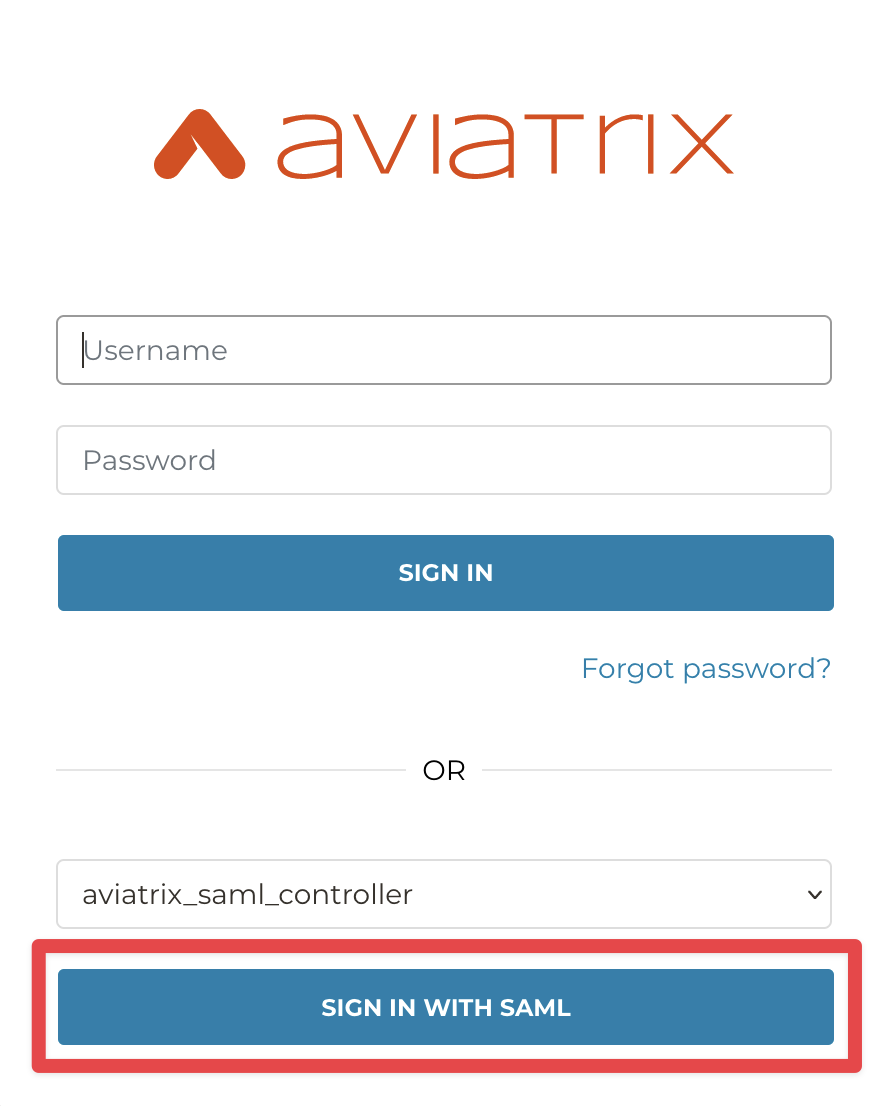 aviatrix
Username
Password
SIGN IN
Forgot password?
OR
aviatrix_saml_controller
SIGN IN WITH SAML